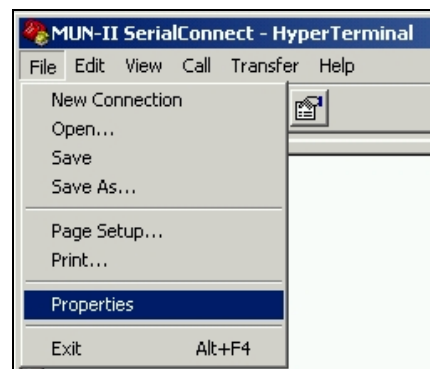 MUN-II SerialConnect - HyperTerminal
File Edit View Call Transfer Help
New Connection
Open...
Save
Save As...
Page Setup...
Print...
Properties
Exit Alt+F4